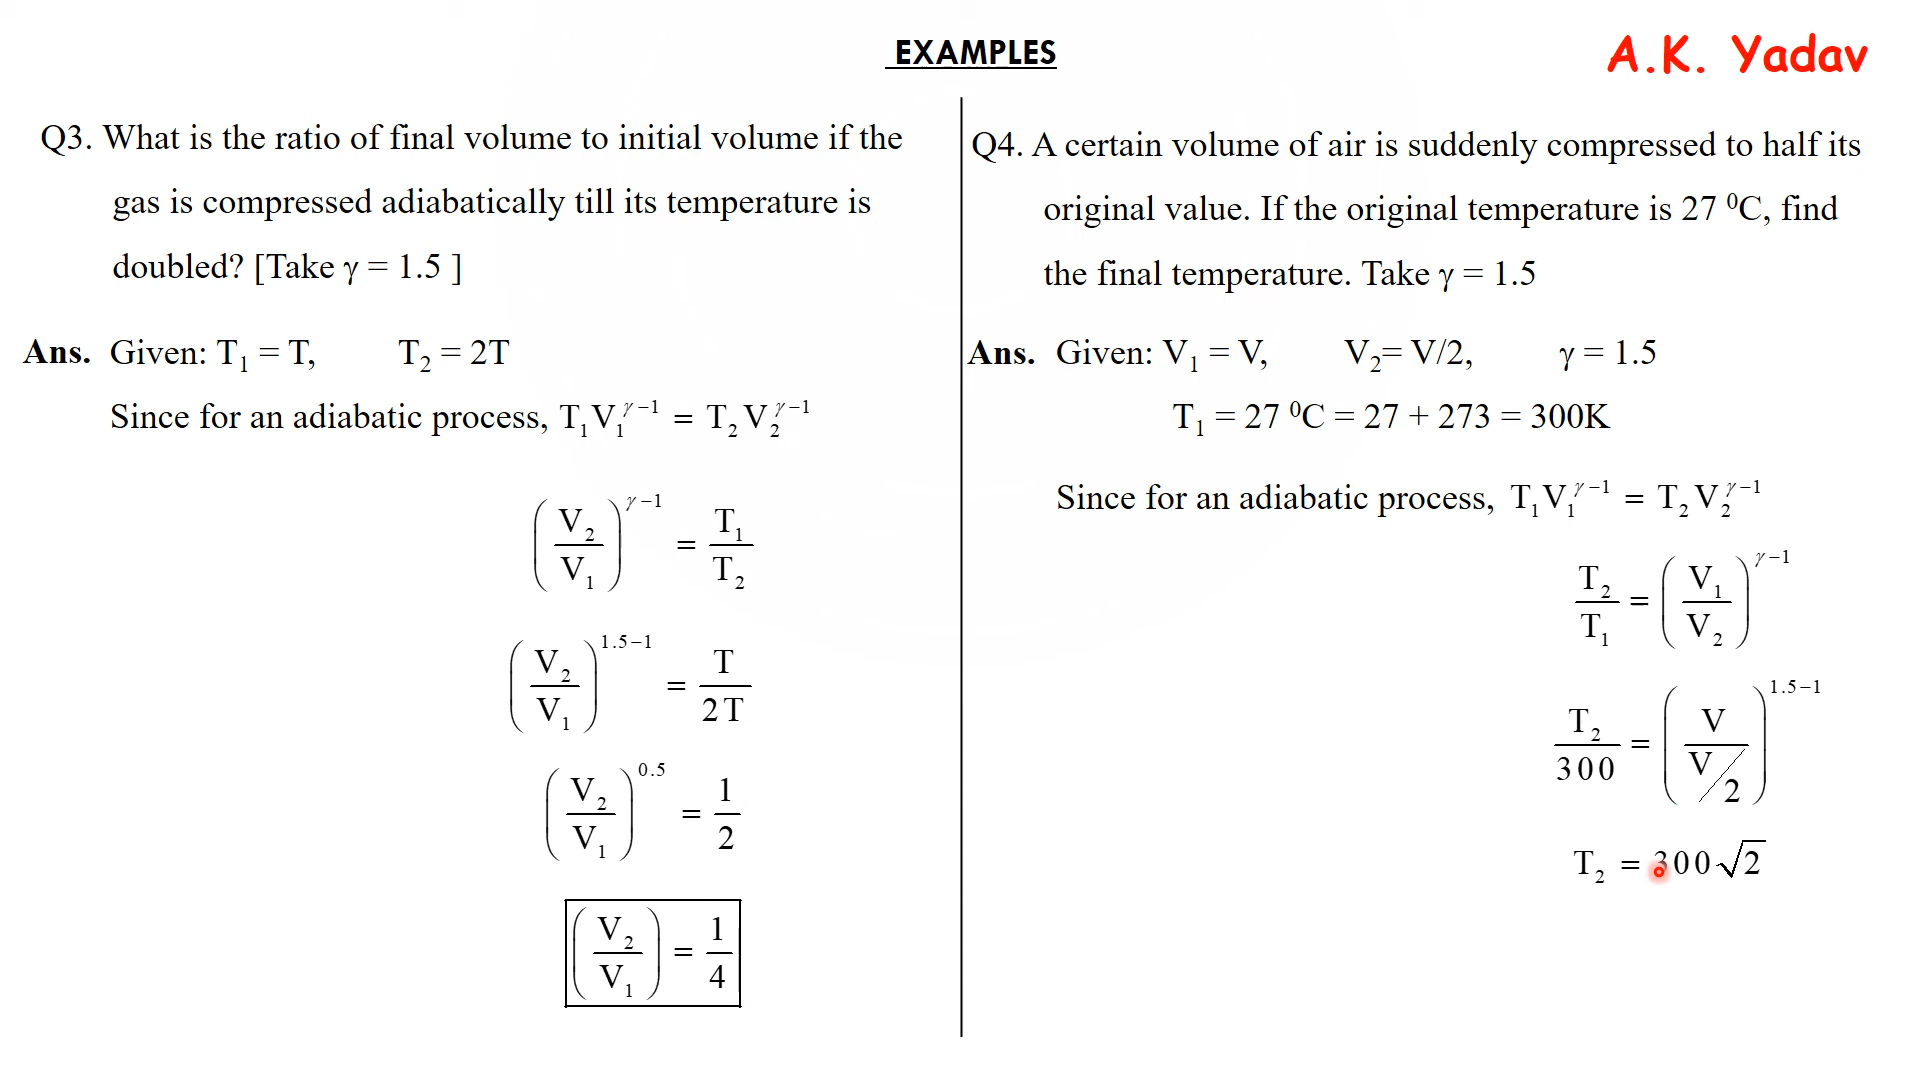 EXAMPLES
A.K. Yadav
Q3. What is the ratio of final volume to initial volume if the
gas is compressed adiabatically till its temperature is
doubled? [Take γ = 1.5 ]
Ans. Given: T₁ = T, T₂ = 2T
Since for an adiabatic process, T₁V₁^(γ−1) = T₂V₂^(γ−1)
(V₂/V₁)^(γ−1) = T₁/T₂
(V₂/V₁)^(1.5−1) = T/2T
(V₂/V₁)^(0.5) = 1/2
(V₂/V₁) = 1/4
Q4. A certain volume of air is suddenly compressed to half its
original value. If the original temperature is 27 ⁰C, find
the final temperature. Take γ = 1.5
Ans. Given: V₁ = V, V₂= V/2, γ = 1.5
T₁ = 27 ⁰C = 27 + 273 = 300K
Since for an adiabatic process, T₁V₁^(γ−1) = T₂V₂^(γ−1)
T₂/T₁ = (V₁/V₂)^(γ−1)
T₂/300 = (V/(V/2))^(1.5−1)
T₂ = 300√2